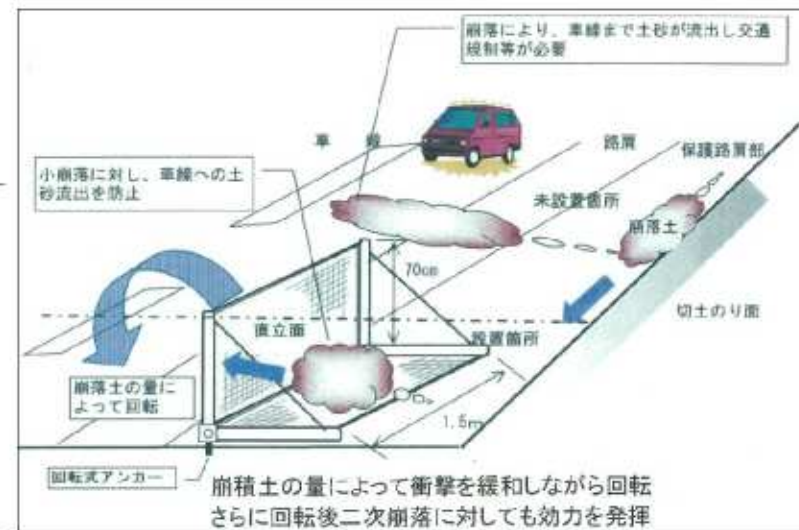 崩落により、車線まで土砂が流出し交通
規制等が必要
車線
路肩
保護路肩部
小崩落に対し、車線への土
砂流出を防止
未設置箇所
崩落土
70cm
切土のり面
直立面
設置箇所
崩落土の量に
よって回転
1.5m
回転式アンカー
崩積土の量によって衝撃を緩和しながら回転
さらに回転後二次崩落に対しても効力を発揮